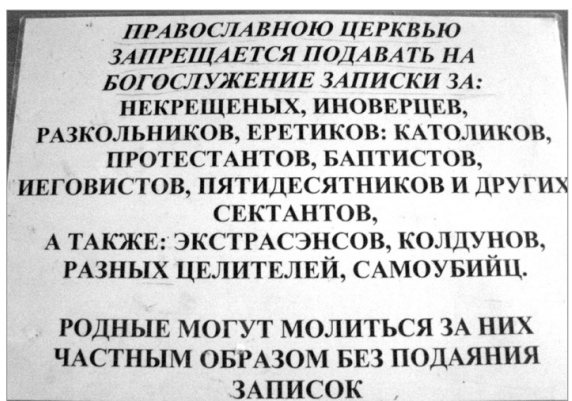 ПРАВОСЛАВНОЮ ЦЕРКВЬЮ
ЗАПРЕЩАЕТСЯ ПОДАВАТЬ НА
БОГОСЛУЖЕНИЕ ЗАПИСКИ ЗА:
НЕКРЕЩЕНЫХ, ИНОВЕРЦЕВ,
РАЗКОЛЬНИКОВ, ЕРЕТИКОВ: КАТОЛИКОВ,
ПРОТЕСТАНТОВ, БАПТИСТОВ,
ИЕГОВИСТОВ, ПЯТИДЕСЯТНИКОВ И ДРУГИХ
СЕКТАНТОВ,
А ТАКЖЕ: ЭКСТРАСЭНСОВ, КОЛДУНОВ,
РАЗНЫХ ЦЕЛИТЕЛЕЙ, САМОУБИЙЦ.
РОДНЫЕ МОГУТ МОЛИТЬСЯ ЗА НИХ
ЧАСТНЫМ ОБРАЗОМ БЕЗ ПОДАЯНИЯ
ЗАПИСОК